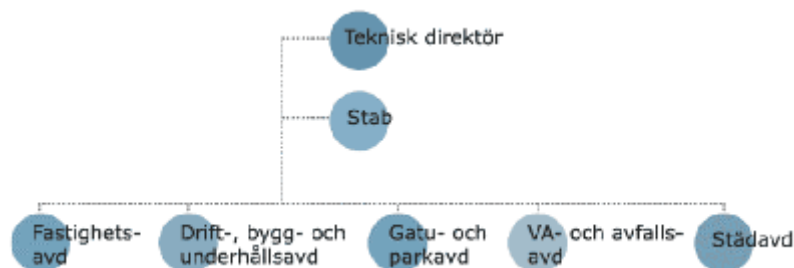 Teknisk direktör
Stab
Fastighets-
avd
Drift-, bygg- och
underhållsavd
Gatu- och
parkavd
VA- och avfalls-
avd
Städavd